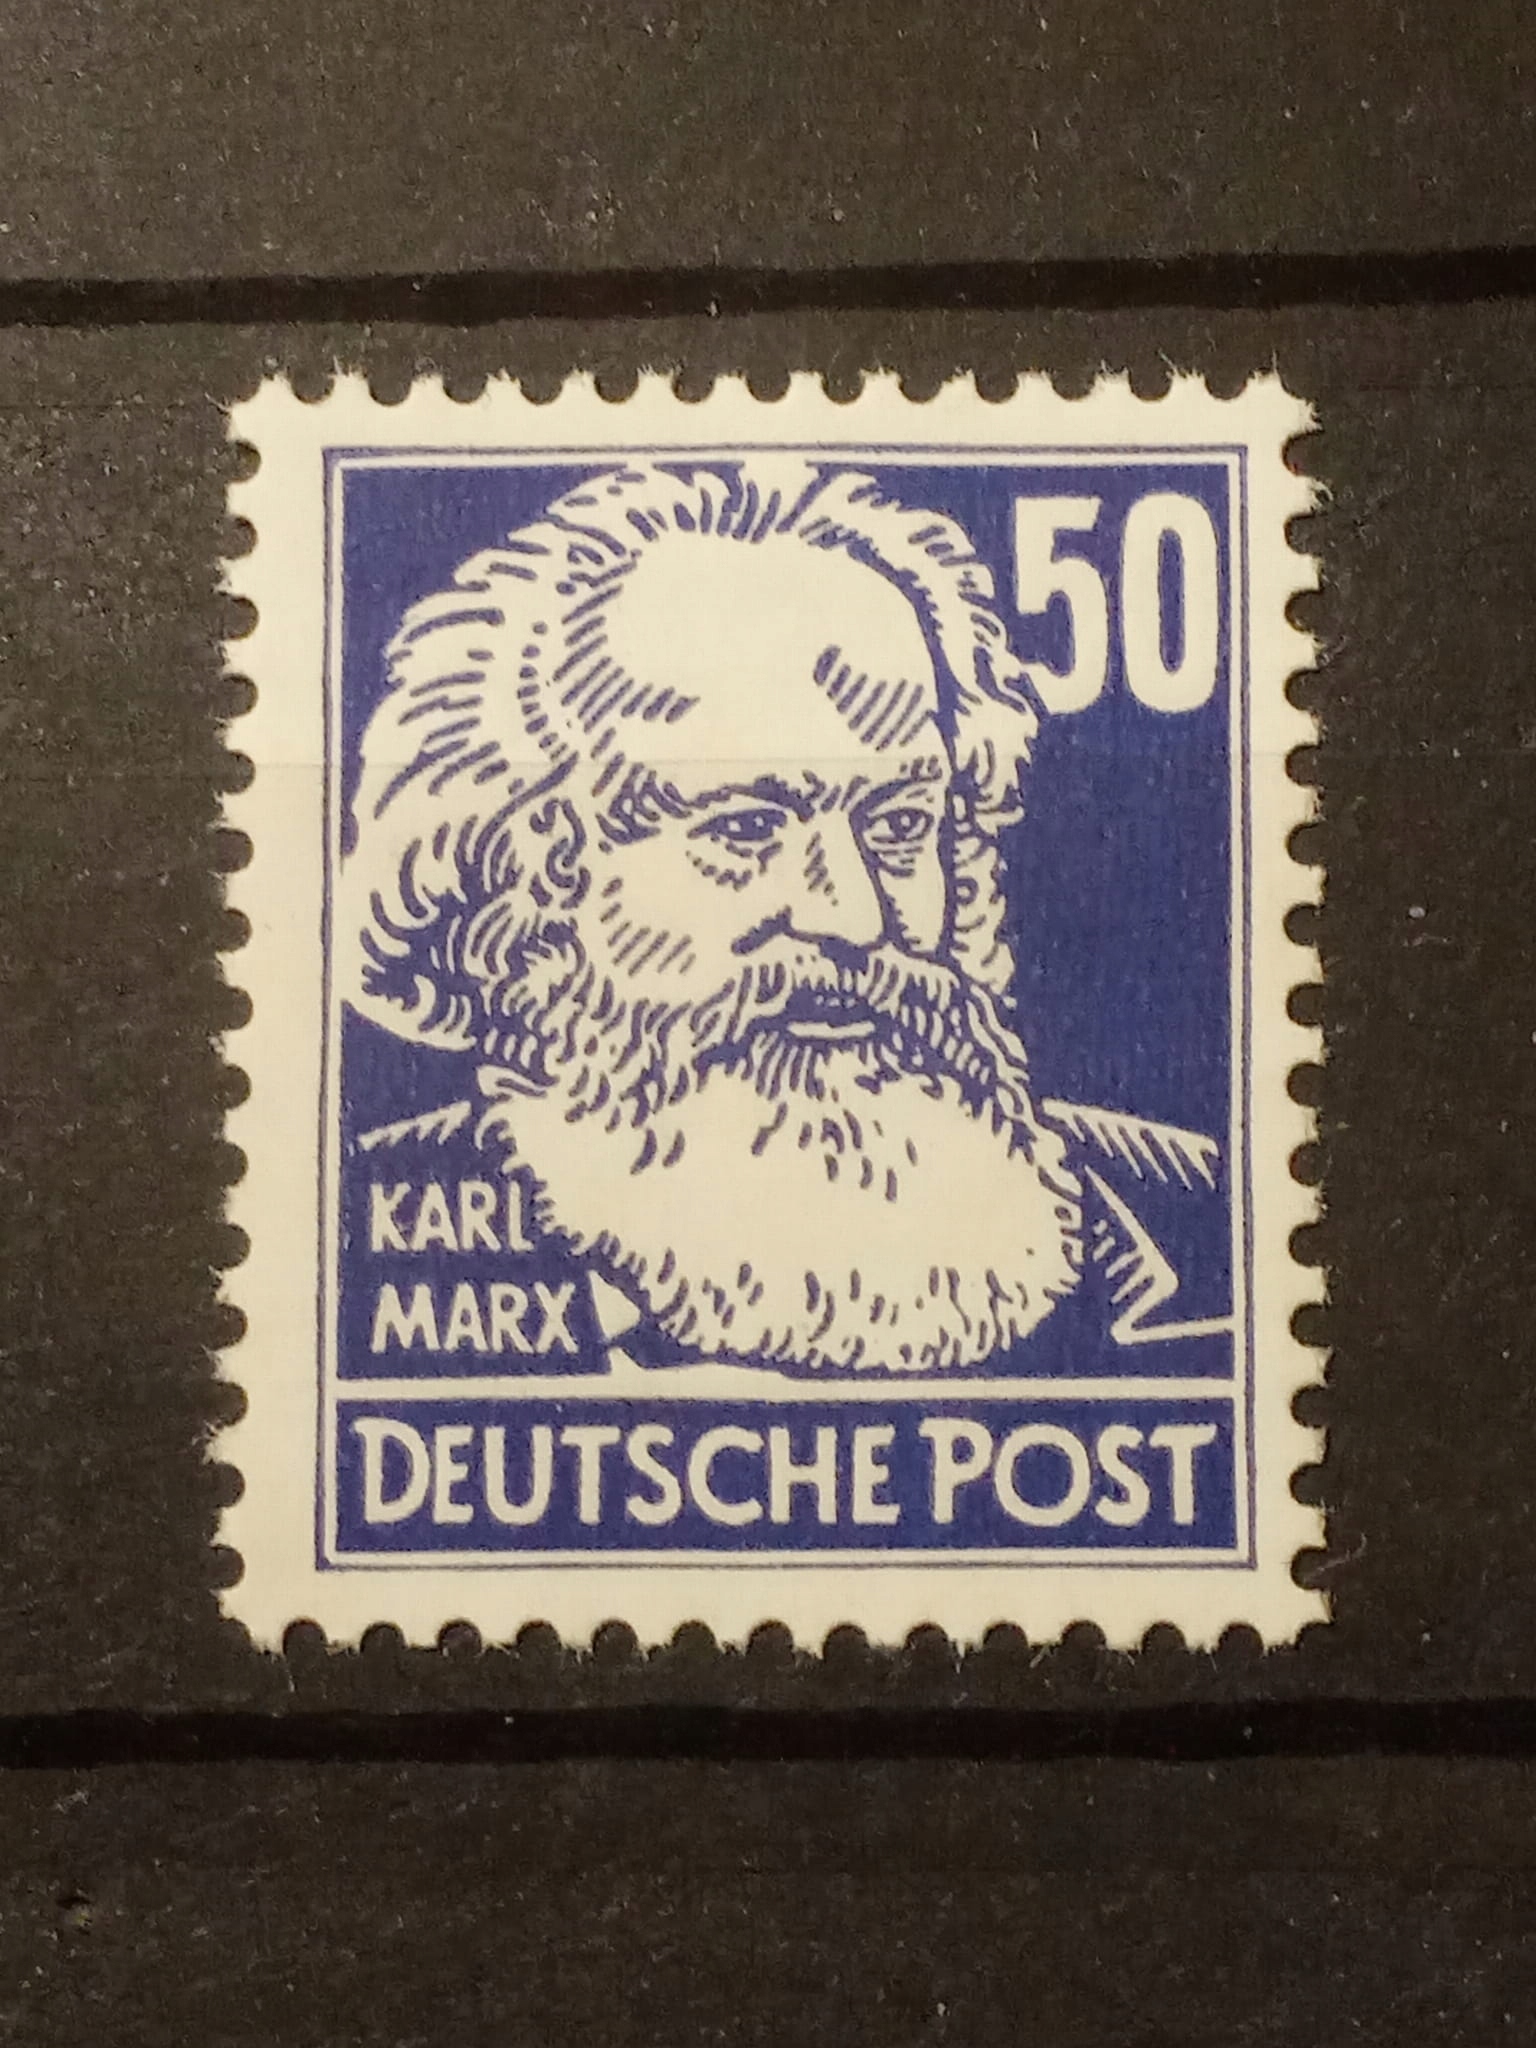 50
KARL
MARX
DEUTSCHE POST